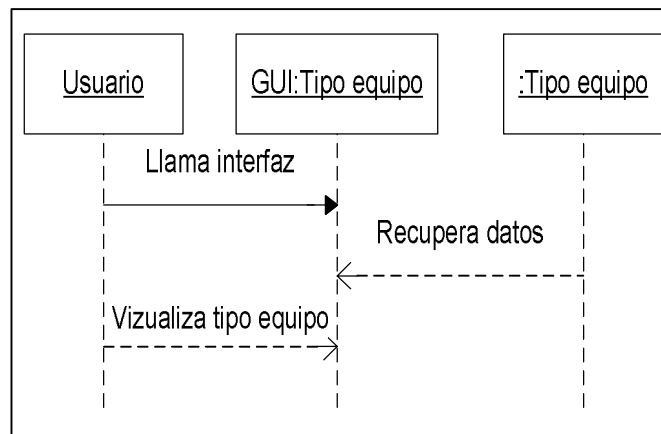 Usuario
GUI:Tipo equipo
:Tipo equipo
Llama interfaz
Recupera datos
Vizualiza tipo equipo